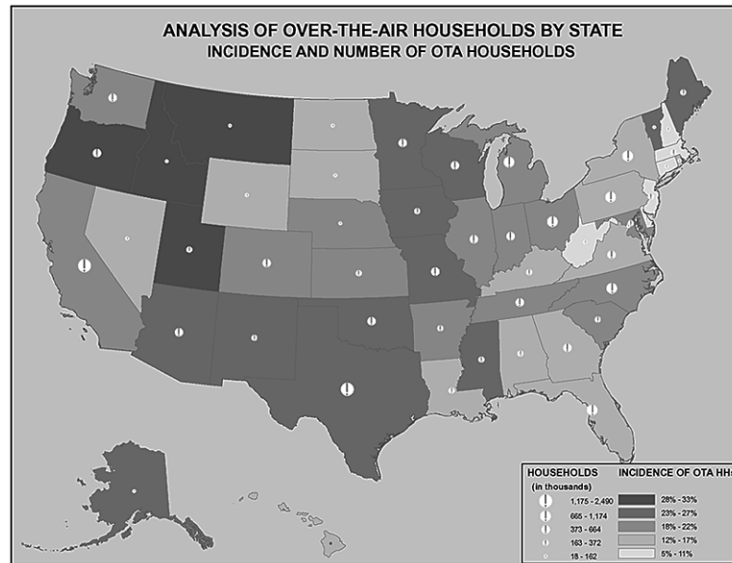 ANALYSIS OF OVER-THE-AIR HOUSEHOLDS BY STATE
INCIDENCE AND NUMBER OF OTA HOUSEHOLDS
HOUSEHOLDS
(in thousands)
1,175 - 2,490
665 - 1,174
373 - 664
163 - 372
18 - 162
INCIDENCE OF OTA HHs
28% - 33%
23% - 27%
18% - 22%
12% - 17%
5% - 11%